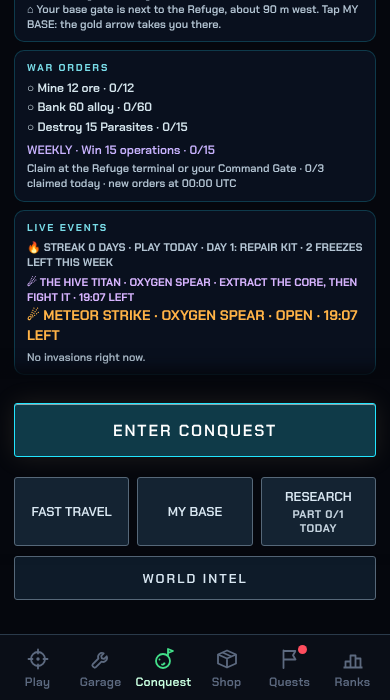 ⌂ Your base gate is next to the Refuge, about 90 m west. Tap MY
BASE: the gold arrow takes you there.
WAR ORDERS
○ Mine 12 ore · 0/12
○ Bank 60 alloy · 0/60
○ Destroy 15 Parasites · 0/15
WEEKLY · Win 15 operations · 0/15
Claim at the Refuge terminal or your Command Gate · 0/3
claimed today · new orders at 00:00 UTC
LIVE EVENTS
🔥 STREAK 0 DAYS · PLAY TODAY · DAY 1: REPAIR KIT · 2 FREEZES
LEFT THIS WEEK
☄ THE HIVE TITAN · OXYGEN SPEAR · EXTRACT THE CORE, THEN
FIGHT IT · 19:07 LEFT
☄ METEOR STRIKE · OXYGEN SPEAR · OPEN · 19:07
LEFT
No invasions right now.
ENTER CONQUEST
FAST TRAVEL
MY BASE
RESEARCH
PART 0/1
TODAY
WORLD INTEL
Play
Garage
Conquest
Shop
Quests
Ranks